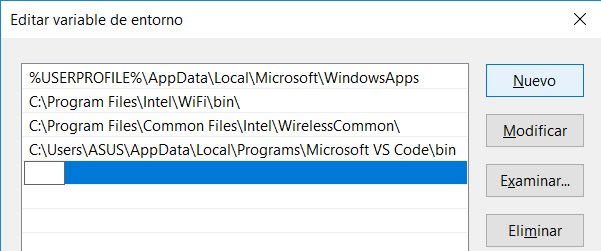 Editar variable de entorno
%USERPROFILE%\AppData\Local\Microsoft\WindowsApps
C:\Program Files\Intel\WiFi\bin\
C:\Program Files\Common Files\Intel\WirelessCommon\
C:\Users\ASUS\AppData\Local\Programs\Microsoft VS Code\bin
Nuevo
Modificar
Examinar...
Eliminar